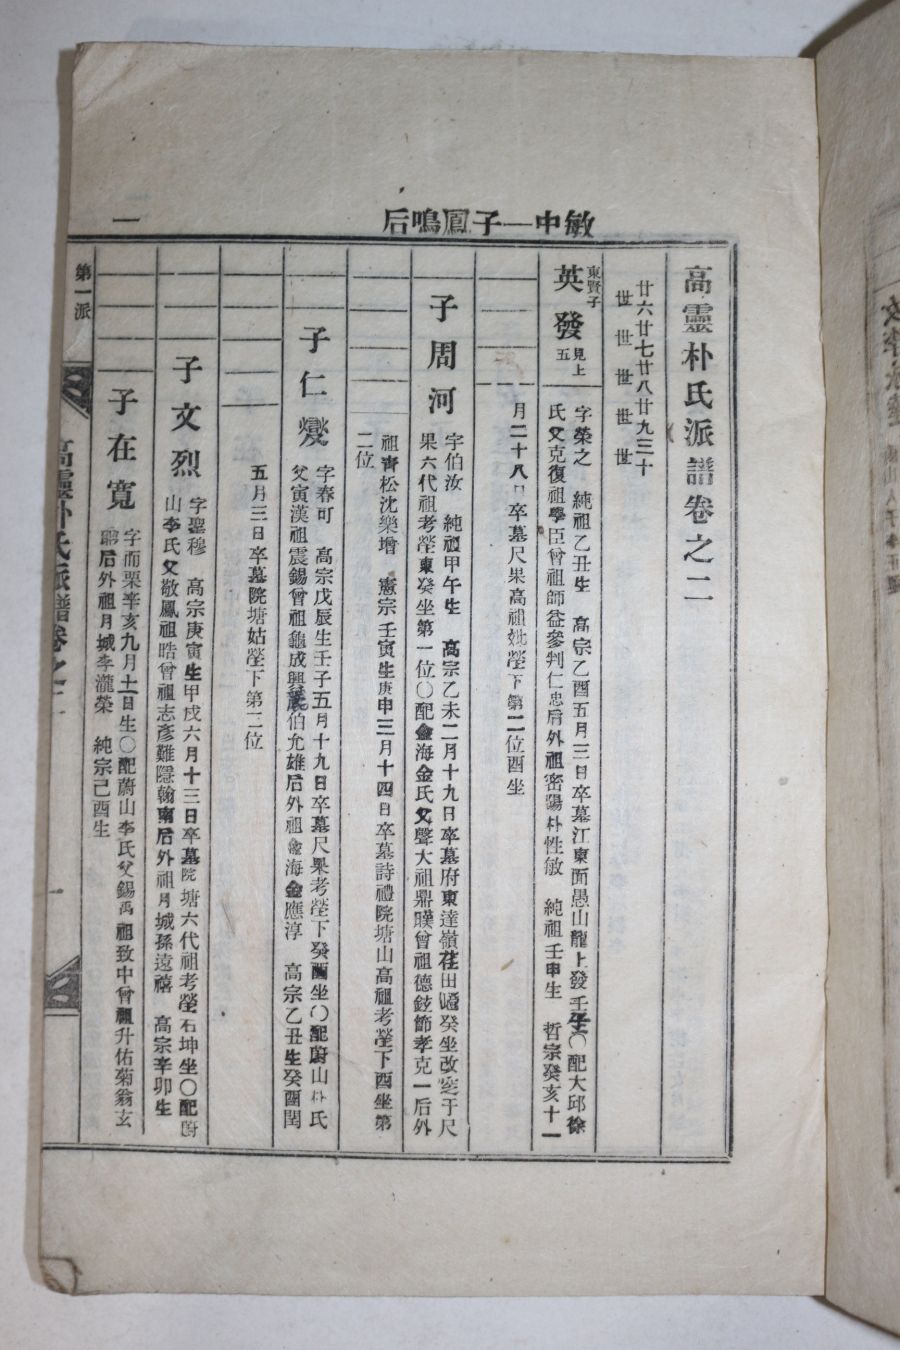 敏中一子鳳鳴后
一
高靈朴氏派譜卷之二
廿六世 廿七世 廿八世 廿九世 三十世
東賢子
英發 見上五
字榮之 純祖乙丑生 高宗乙酉五月三日卒墓江東面愚山龍上發壬坐〇配大邱徐
氏父克復祖學臣曾祖師益參判仁忠后外祖密陽朴性敏 純祖壬申生 哲宗癸亥十一
月二十八日卒墓尺果高祖妣塋下第二位酉坐
子周河
字伯汝 純祖甲午生 高宗乙未二月十九日卒墓府東達嶺在田嶝癸坐改窆于尺
果六代祖考塋東癸坐第一位〇配金海金氏父聲大祖鼎曄曾祖德鉉節孝克一后外
祖靑松沈樂增 憲宗壬寅生庚申三月十四日卒墓詩禮院塘山高祖考塋下酉坐第
二位
子仁燮
字春可 高宗戊辰生壬子五月十九日卒墓尺果考塋下癸酉坐〇配蔚山朴氏
父寅漢祖震錫曾祖龜成興麗伯允雄后外祖金海金應淳 高宗乙丑生癸酉閏
五月三日卒墓院塘姑塋下第三位
子文烈
字聖穆 高宗庚寅生甲戌六月十三日卒墓院塘六代祖考塋石坤坐〇配蔚
山李氏父敬鳳祖晧曾祖志彥難隱翰南后外祖月城孫遠禧 高宗辛卯生
子在寬
字而栗辛亥九月十一日生〇配蔚山李氏父錫禹祖致中曾祖升佑菊翁玄
后外祖月城李瀧榮 純宗己酉生
第一派
高靈朴氏派譜卷之二
一